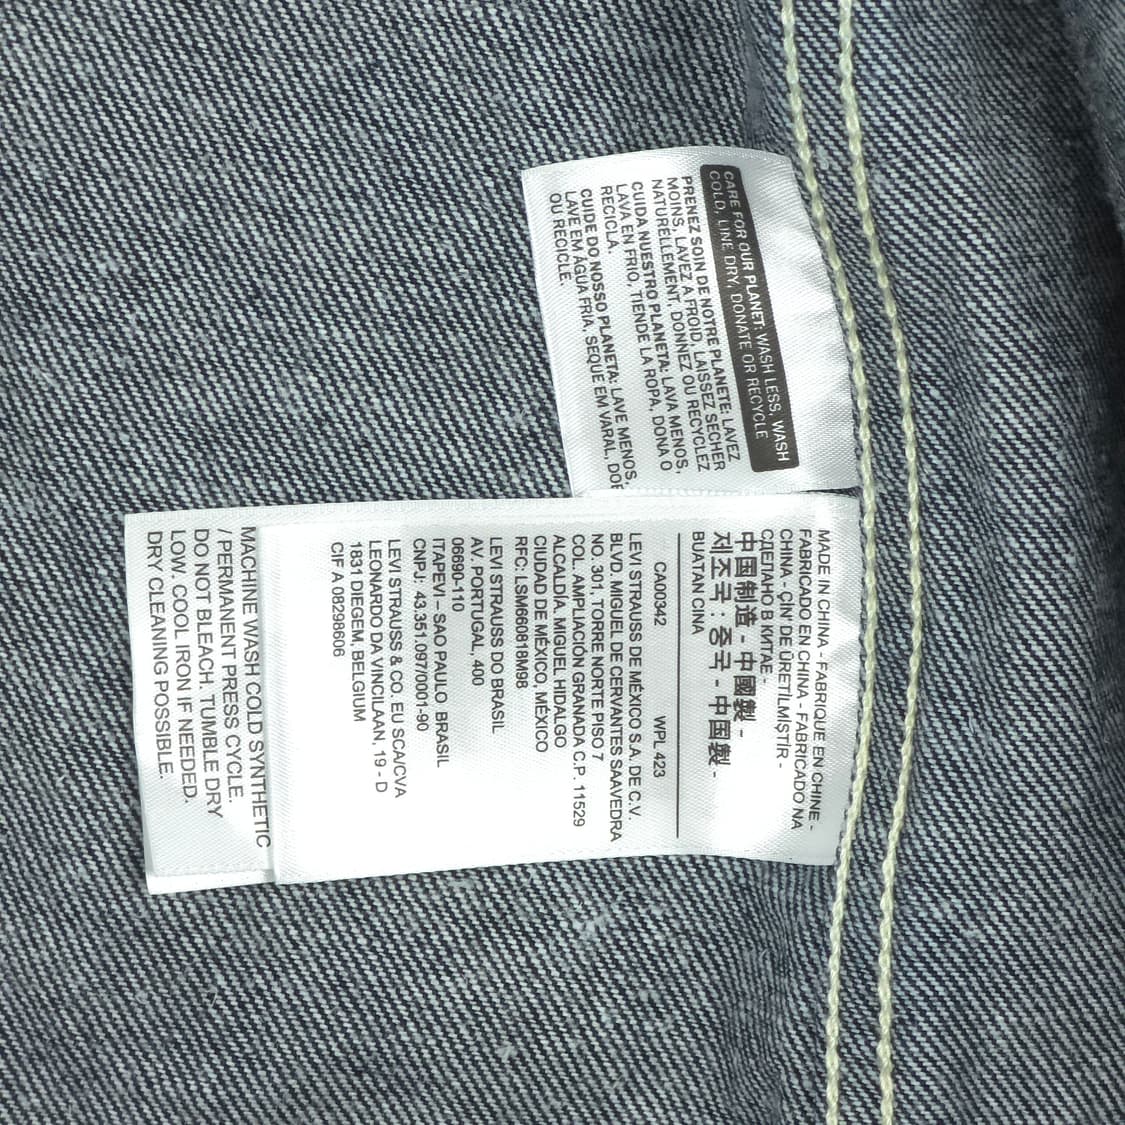 CARE FOR OUR PLANET: WASH LESS, WASH
COLD, LINE DRY, DONATE OR RECYCLE
PRENEZ SOIN DE NOTRE PLANETE: LAVEZ
MOINS, LAVEZ A FROID, LAISSEZ SECHER
NATURELLEMENT. DONNEZ OU RECYCLEZ
CUIDA NUESTRO PLANETA: LAVA MENOS,
LAVA EN FRIO, TIENDE LA ROPA, DONA O
RECICLA.
CUIDE DO NOSSO PLANETA: LAVE MENOS,
LAVE EM ÁGUA FRIA, SEQUE EM VARAL, DOE
OU RECICLE.
MADE IN CHINA - FABRIQUE EN CHINE -
FABRICADO EN CHINA - FABRICADO NA
CHINA - ÇİN' DE ÜRETİLMİŞTİR -
СДЕЛАНО В КИТАЕ -
中国制造 - 中國製 -
제조국 : 중국 - 中国製 -
BUATAN CINA
CA00342 WPL 423
LEVI STRAUSS DE MÉXICO S.A. DE C.V.
BLVD. MIGUEL DE CERVANTES SAAVEDRA
NO. 301, TORRE NORTE PISO 7
COL. AMPLIACIÓN GRANADA C.P. 11529
ALCALDÍA. MIGUEL HIDALGO
CIUDAD DE MÉXICO, MÉXICO
RFC: LSM660818M98
LEVI STRAUSS DO BRASIL
AV. PORTUGAL, 400
06690-110
ITAPEVI – SAO PAULO BRASIL
CNPJ: 43.351.097/0001-90
LEVI STRAUSS & CO. EU SCA/CVA
LEONARDO DA VINCILAAN, 19 - D
1831 DIEGEM, BELGIUM
CIF A 08298606
MACHINE WASH COLD SYNTHETIC
/ PERMANENT PRESS CYCLE.
DO NOT BLEACH. TUMBLE DRY
LOW. COOL IRON IF NEEDED.
DRY CLEANING POSSIBLE.